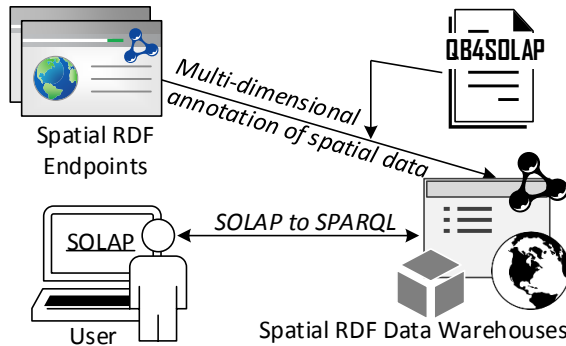 QB4SOLAP
Multi-dimensional
annotation of spatial data
Spatial RDF
Endpoints
SOLAP
SOLAP to SPARQL
User
Spatial RDF Data Warehouses